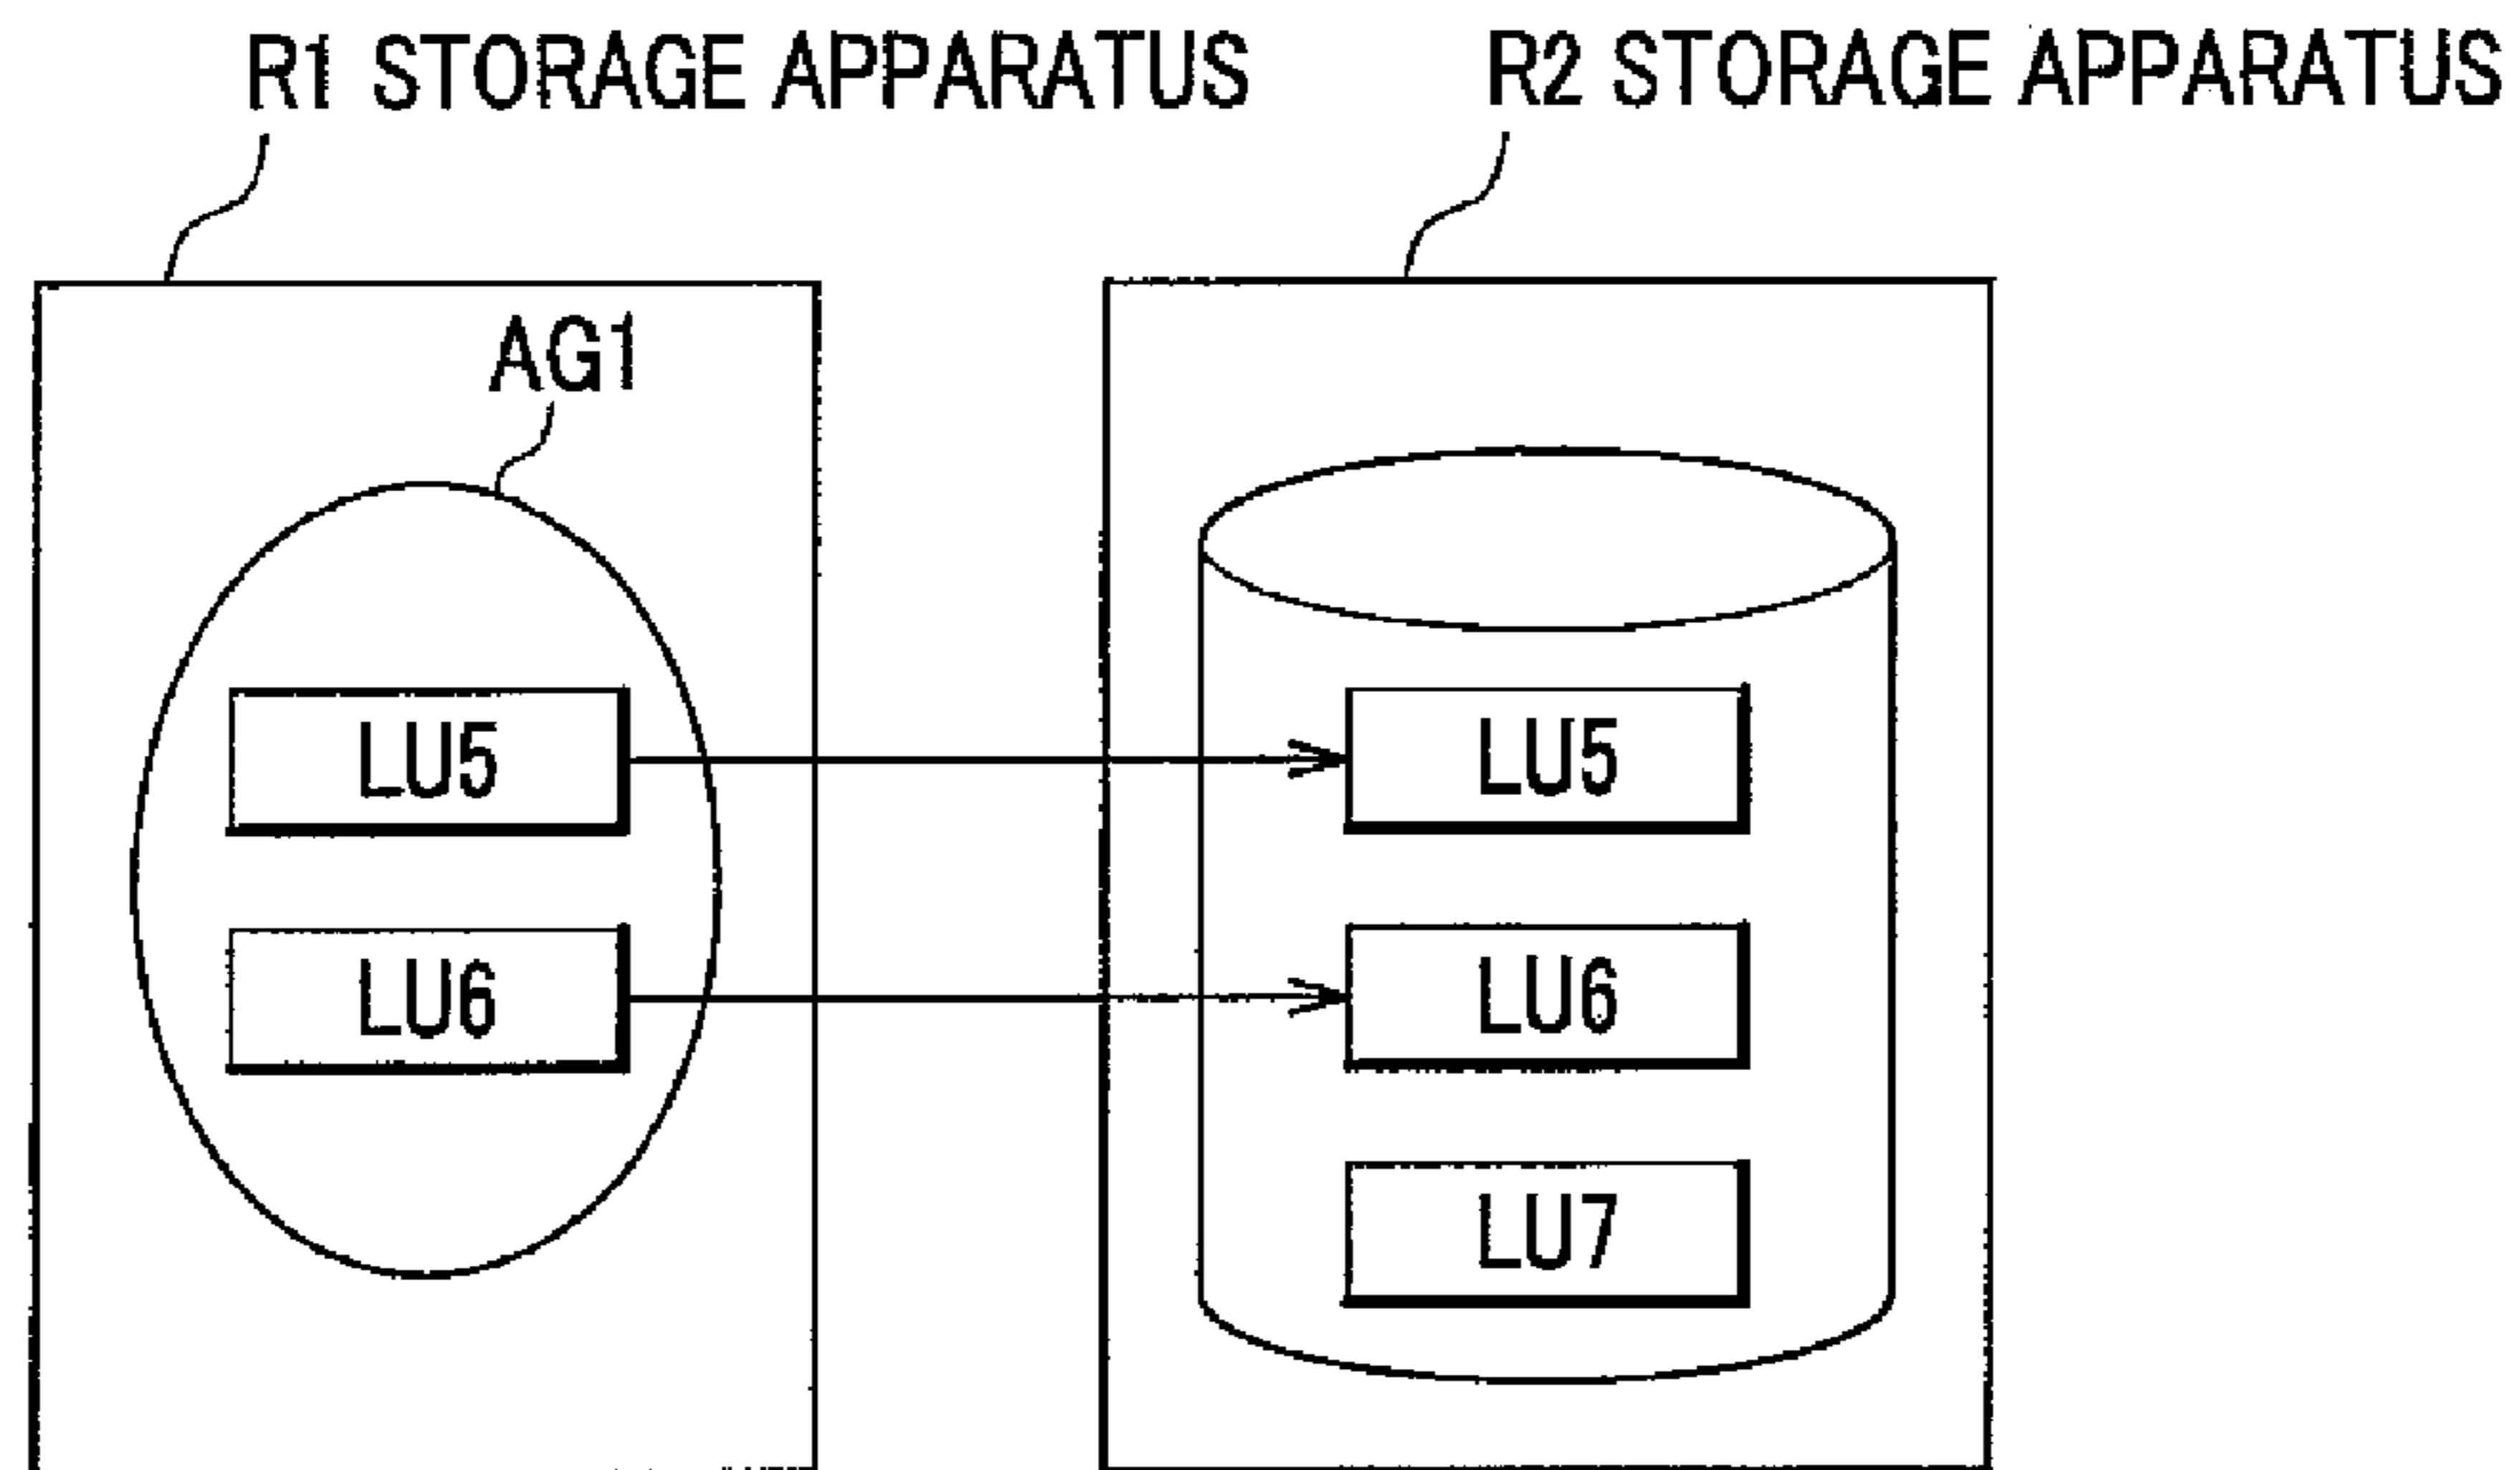 R1 STORAGE APPARATUS
R2 STORAGE APPARATUS
AG1
LU5
LU5
LU6
LU6
LU7